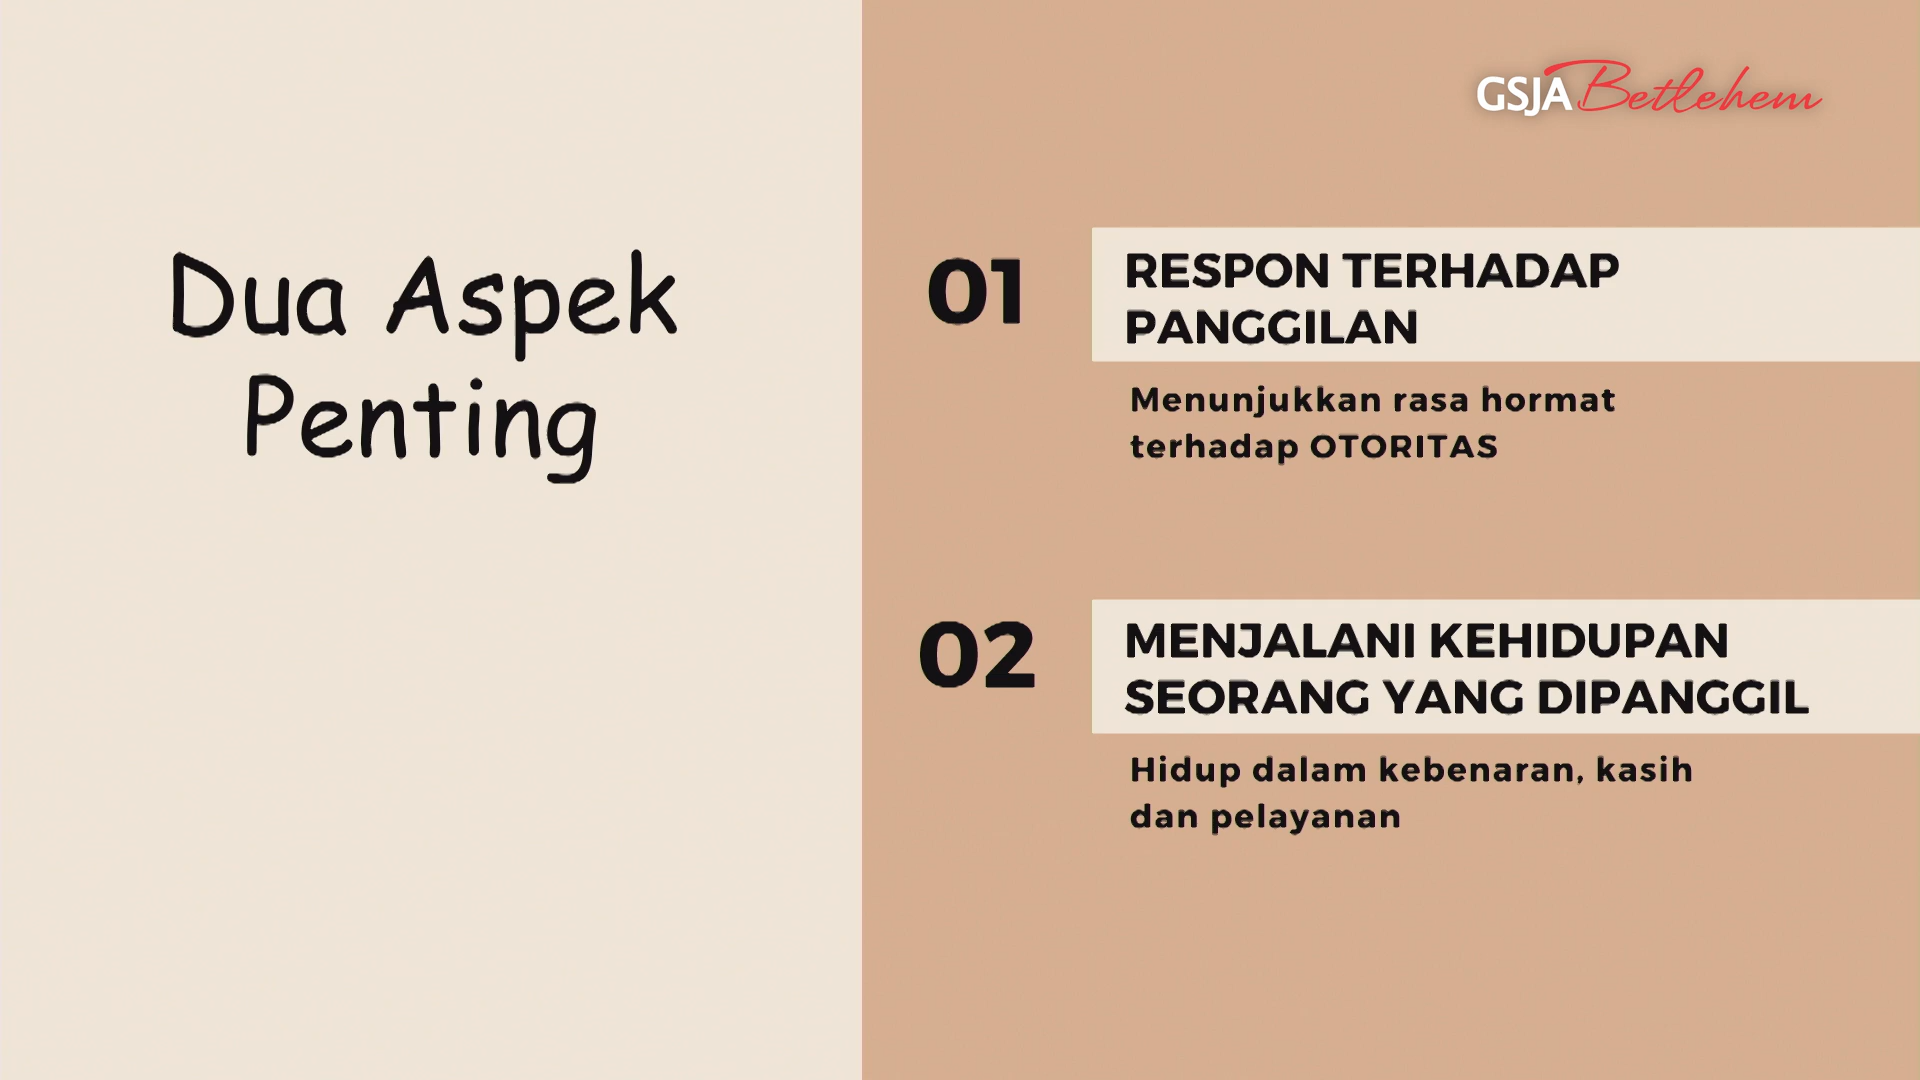 GSJA Betlehem
Dua Aspek
Penting
01
RESPON TERHADAP
PANGGILAN
Menunjukkan rasa hormat
terhadap OTORITAS
02
MENJALANI KEHIDUPAN
SEORANG YANG DIPANGGIL
Hidup dalam kebenaran, kasih
dan pelayanan